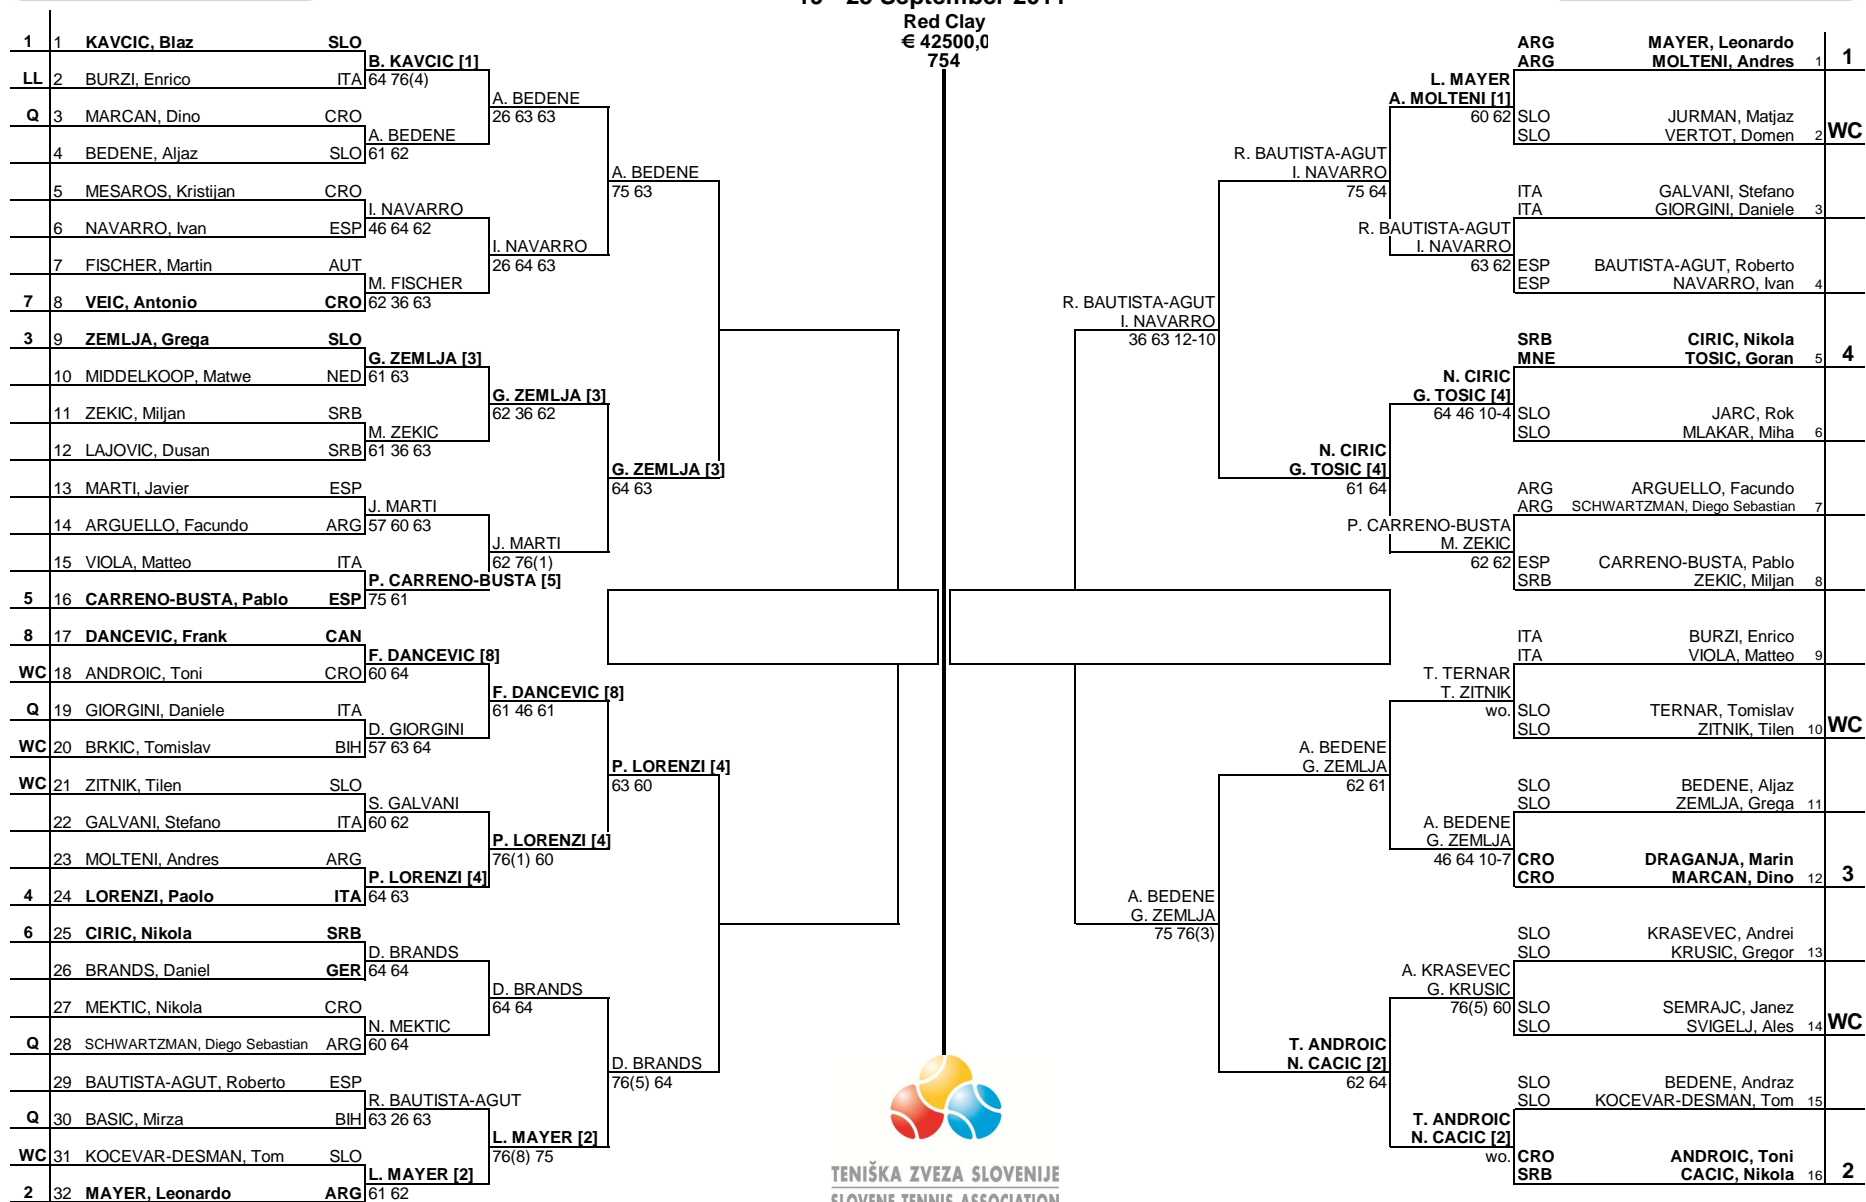 Red Clay
€ 42500,0
754
1 1 KAVCIC, Blaz SLO
B. KAVCIC [1]
LL 2 BURZI, Enrico ITA 64 76(4)
A. BEDENE
Q 3 MARCAN, Dino CRO 26 63 63
A. BEDENE
4 BEDENE, Aljaz SLO 61 62
A. BEDENE
5 MESAROS, Kristijan CRO 75 63
I. NAVARRO
6 NAVARRO, Ivan ESP 46 64 62
I. NAVARRO
7 FISCHER, Martin AUT 26 64 63
M. FISCHER
7 8 VEIC, Antonio CRO 62 36 63
3 9 ZEMLJA, Grega SLO
G. ZEMLJA [3]
10 MIDDELKOOP, Matwe NED 61 63
G. ZEMLJA [3]
11 ZEKIC, Miljan SRB 62 36 62
M. ZEKIC
12 LAJOVIC, Dusan SRB 61 36 63
G. ZEMLJA [3]
13 MARTI, Javier ESP 64 63
J. MARTI
14 ARGUELLO, Facundo ARG 57 60 63
J. MARTI
15 VIOLA, Matteo ITA 62 76(1)
P. CARRENO-BUSTA [5]
5 16 CARRENO-BUSTA, Pablo ESP 75 61
8 17 DANCEVIC, Frank CAN
F. DANCEVIC [8]
WC 18 ANDROIC, Toni CRO 60 64
F. DANCEVIC [8]
Q 19 GIORGINI, Daniele ITA 61 46 61
D. GIORGINI
WC 20 BRKIC, Tomislav BIH 57 63 64
P. LORENZI [4]
WC 21 ZITNIK, Tilen SLO 63 60
S. GALVANI
22 GALVANI, Stefano ITA 60 62
P. LORENZI [4]
23 MOLTENI, Andres ARG 76(1) 60
P. LORENZI [4]
4 24 LORENZI, Paolo ITA 64 63
6 25 CIRIC, Nikola SRB
D. BRANDS
26 BRANDS, Daniel GER 64 64
D. BRANDS
27 MEKTIC, Nikola CRO 64 64
N. MEKTIC
Q 28 SCHWARTZMAN, Diego Sebastian ARG 60 64
D. BRANDS
29 BAUTISTA-AGUT, Roberto ESP 76(5) 64
R. BAUTISTA-AGUT
Q 30 BASIC, Mirza BIH 63 26 63
L. MAYER [2]
WC 31 KOCEVAR-DESMAN, Tom SLO 76(8) 75
L. MAYER [2]
2 32 MAYER, Leonardo ARG 61 62
ARG MAYER, Leonardo
ARG MOLTENI, Andres 1 1
L. MAYER
A. MOLTENI [1]
60 62 SLO JURMAN, Matjaz
SLO VERTOT, Domen 2 WC
R. BAUTISTA-AGUT
I. NAVARRO
75 64 ITA GALVANI, Stefano
ITA GIORGINI, Daniele 3
R. BAUTISTA-AGUT
I. NAVARRO
63 62 ESP BAUTISTA-AGUT, Roberto
ESP NAVARRO, Ivan 4
R. BAUTISTA-AGUT
I. NAVARRO
36 63 12-10 SRB CIRIC, Nikola
MNE TOSIC, Goran 5 4
N. CIRIC
G. TOSIC [4]
64 46 10-4 SLO JARC, Rok
SLO MLAKAR, Miha 6
N. CIRIC
G. TOSIC [4]
61 64 ARG ARGUELLO, Facundo
ARG SCHWARTZMAN, Diego Sebastian 7
P. CARRENO-BUSTA
M. ZEKIC
62 62 ESP CARRENO-BUSTA, Pablo
SRB ZEKIC, Miljan 8
ITA BURZI, Enrico
ITA VIOLA, Matteo 9
T. TERNAR
T. ZITNIK
wo. SLO TERNAR, Tomislav
SLO ZITNIK, Tilen 10 WC
A. BEDENE
G. ZEMLJA
62 61 SLO BEDENE, Aljaz
SLO ZEMLJA, Grega 11
A. BEDENE
G. ZEMLJA
46 64 10-7 CRO DRAGANJA, Marin
CRO MARCAN, Dino 12 3
A. BEDENE
G. ZEMLJA
75 76(3) SLO KRASEVEC, Andrei
SLO KRUSIC, Gregor 13
A. KRASEVEC
G. KRUSIC
76(5) 60 SLO SEMRAJC, Janez
SLO SVIGELJ, Ales 14 WC
T. ANDROIC
N. CACIC [2]
62 64 SLO BEDENE, Andraz
SLO KOCEVAR-DESMAN, Tom 15
T. ANDROIC
N. CACIC [2]
wo. CRO ANDROIC, Toni
SRB CACIC, Nikola 16 2
TENIŠKA ZVEZA SLOVENIJE
SLOVENE TENNIS ASSOCIATION